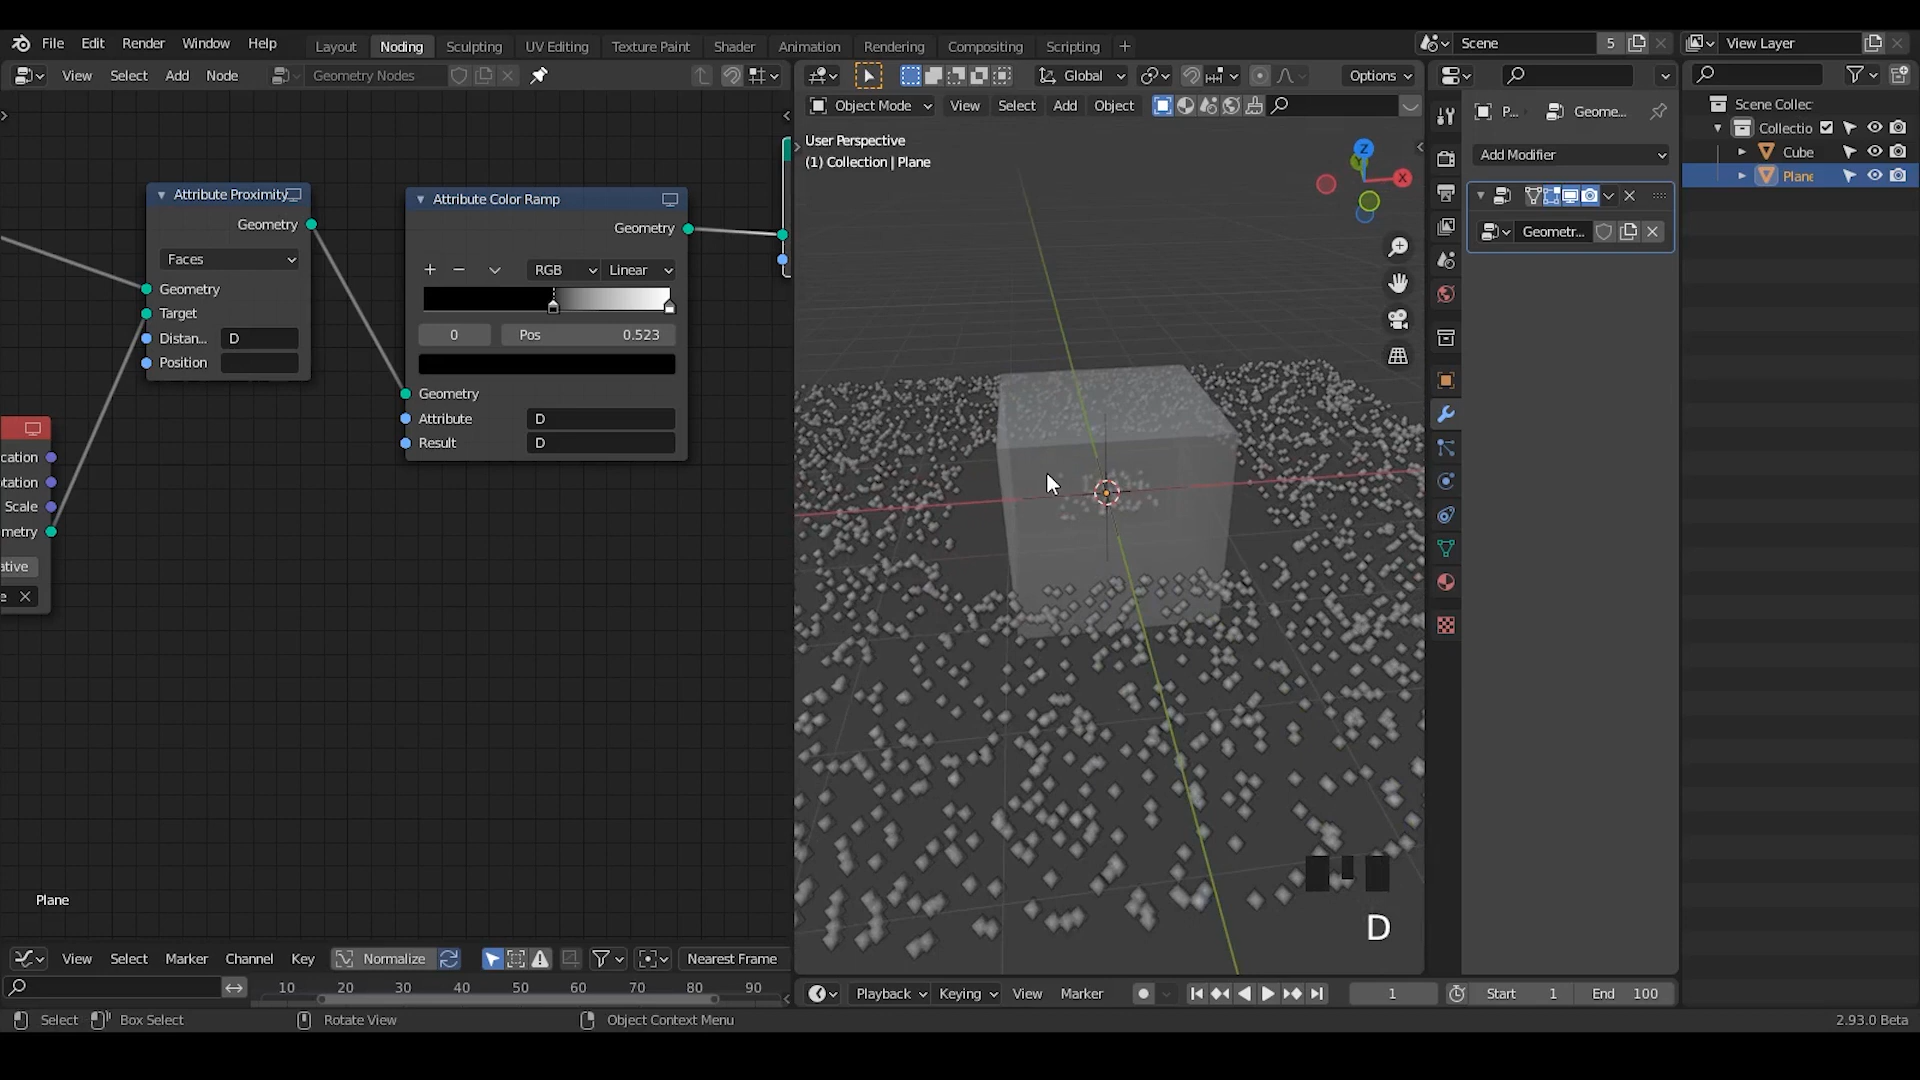 File Edit Render Window Help Layout Noding Sculpting UV Editing Texture Paint Shader Animation Rendering Compositing Scripting + Scene 5 View Layer
View Select Add Node Geometry Nodes Global Options
Object Mode View Select Add Object
P... Geome...
Scene Collec
Collectio
Cube
Plane
Add Modifier
Geometr...
User Perspective
(1) Collection | Plane
Z
Y
X
Attribute Proximity
Geometry
Faces
Geometry
Target
Distan... D
Position
Attribute Color Ramp
Geometry
RGB Linear
0 Pos 0.523
Geometry
Attribute D
Result D
cation
otation
Scale
metry
ative
e
Plane
D
View Select Marker Channel Key Normalize Nearest Frame
10 20 30 40 50 60 70 80 90
Playback Keying View Marker 1 Start 1 End 100
Select Box Select Rotate View Object Context Menu 2.93.0 Beta